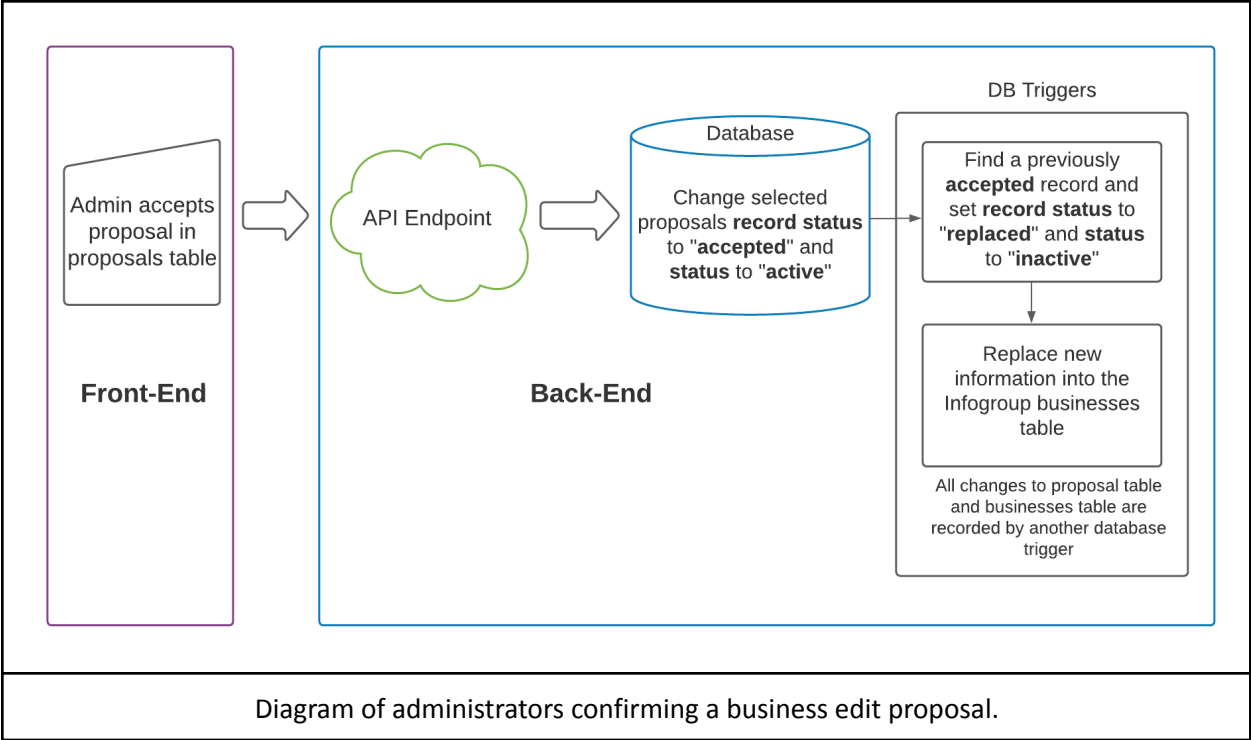 Admin accepts
proposal in
proposals table
Front-End
API Endpoint
Back-End
Database
Change selected
proposals record status
to "accepted" and
status to "active"
DB Triggers
Find a previously
accepted record and
set record status to
"replaced" and status
to "inactive"
Replace new
information into the
Infogroup businesses
table
All changes to proposal table
and businesses table are
recorded by another database
trigger
Diagram of administrators confirming a business edit proposal.